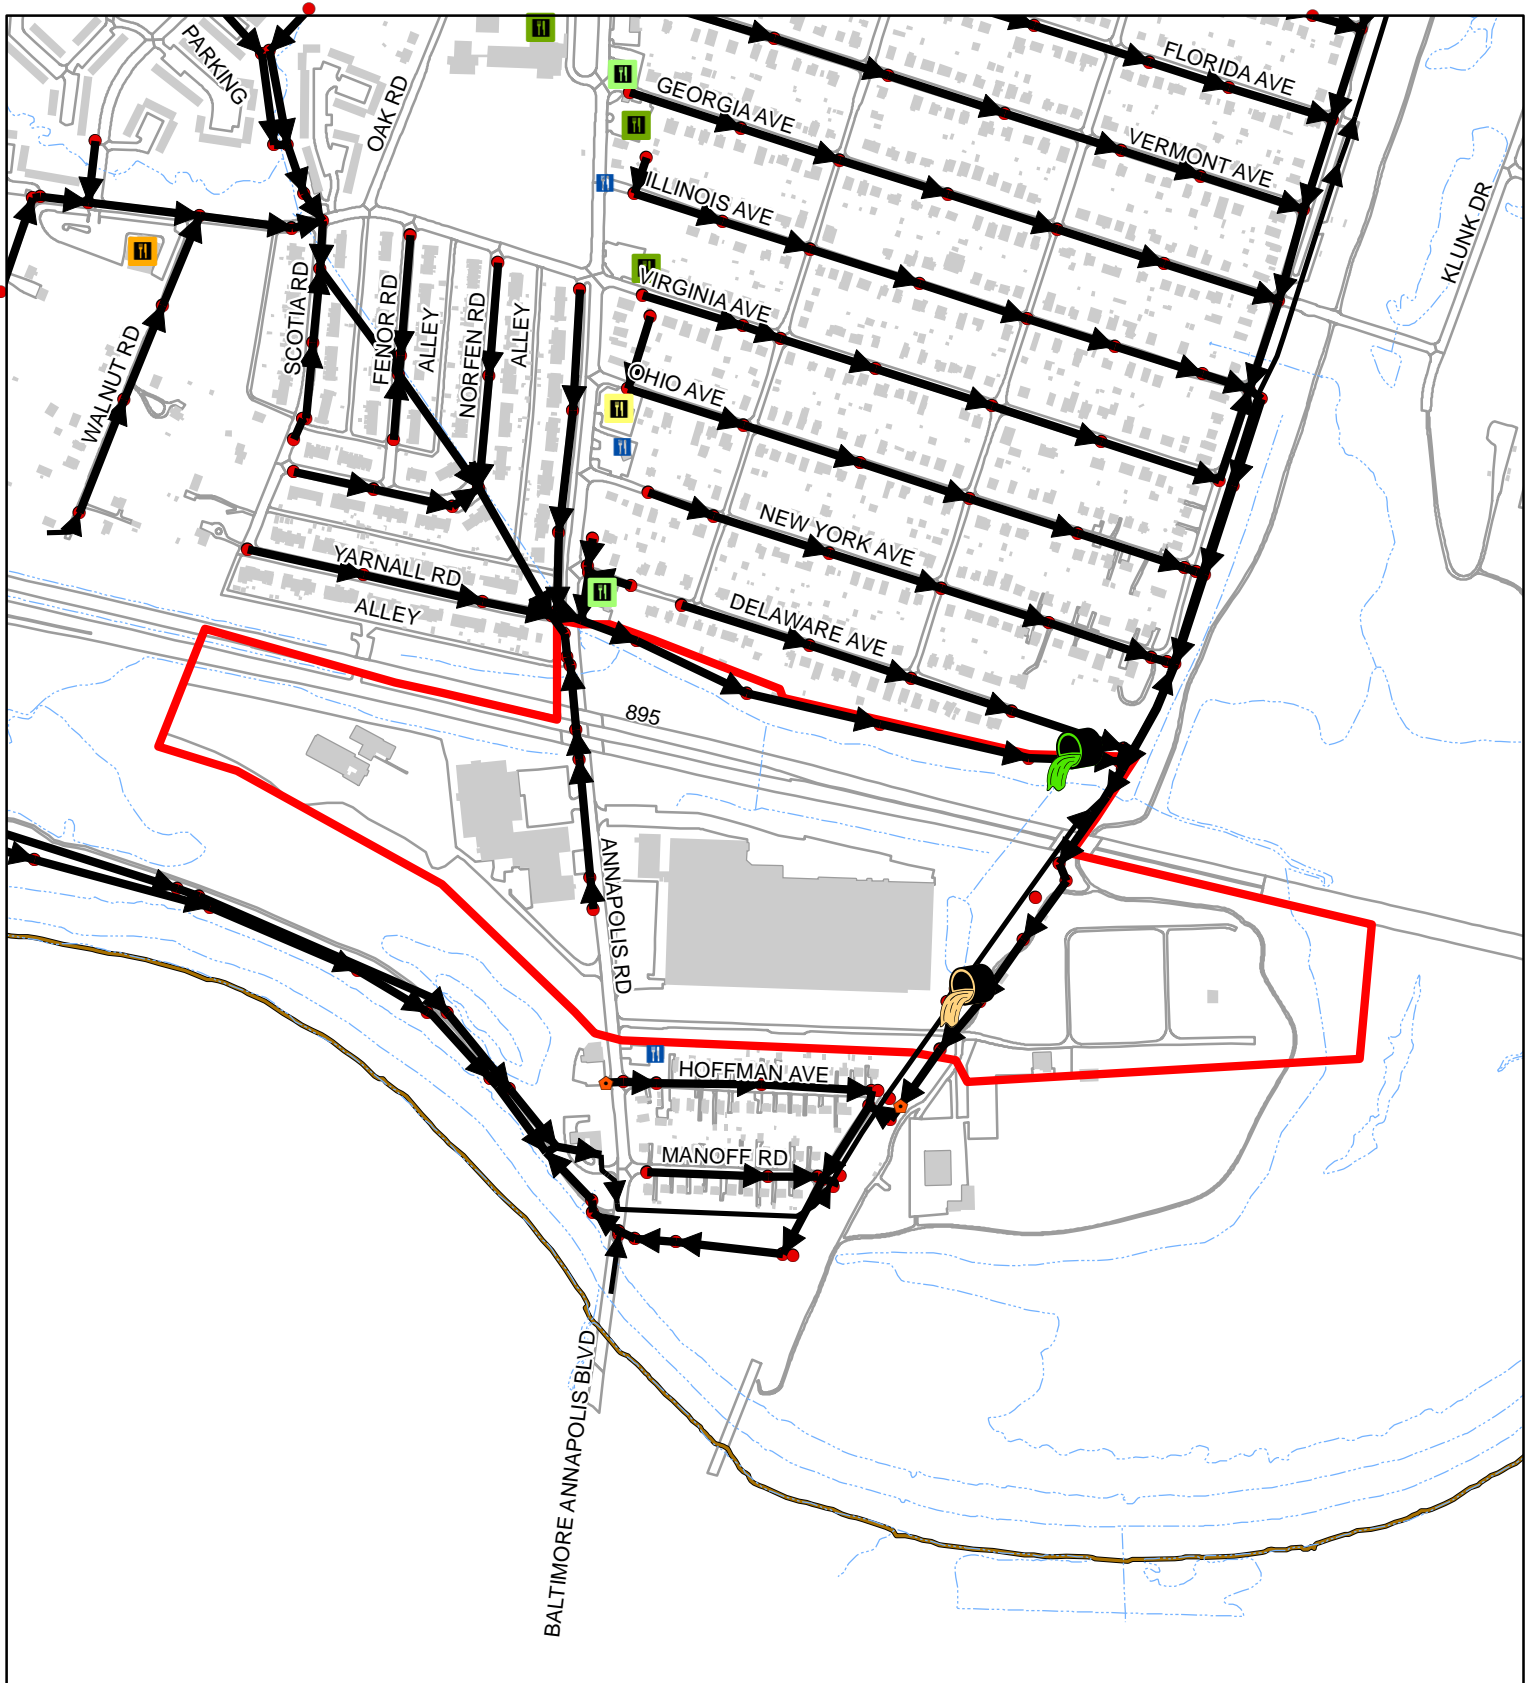 PARKING
OAK RD
FLORIDA AVE
GEORGIA AVE
VERMONT AVE
ILLINOIS AVE
KLUNK DR
VIRGINIA AVE
SCOTIA RD
FENOR RD
ALLEY
NORFEN RD
ALLEY
WALNUT RD
OHIO AVE
NEW YORK AVE
YARNALL RD
ALLEY
DELAWARE AVE
895
ANNAPOLIS RD
HOFFMAN AVE
MANOFF RD
BALTIMORE ANNAPOLIS BLVD